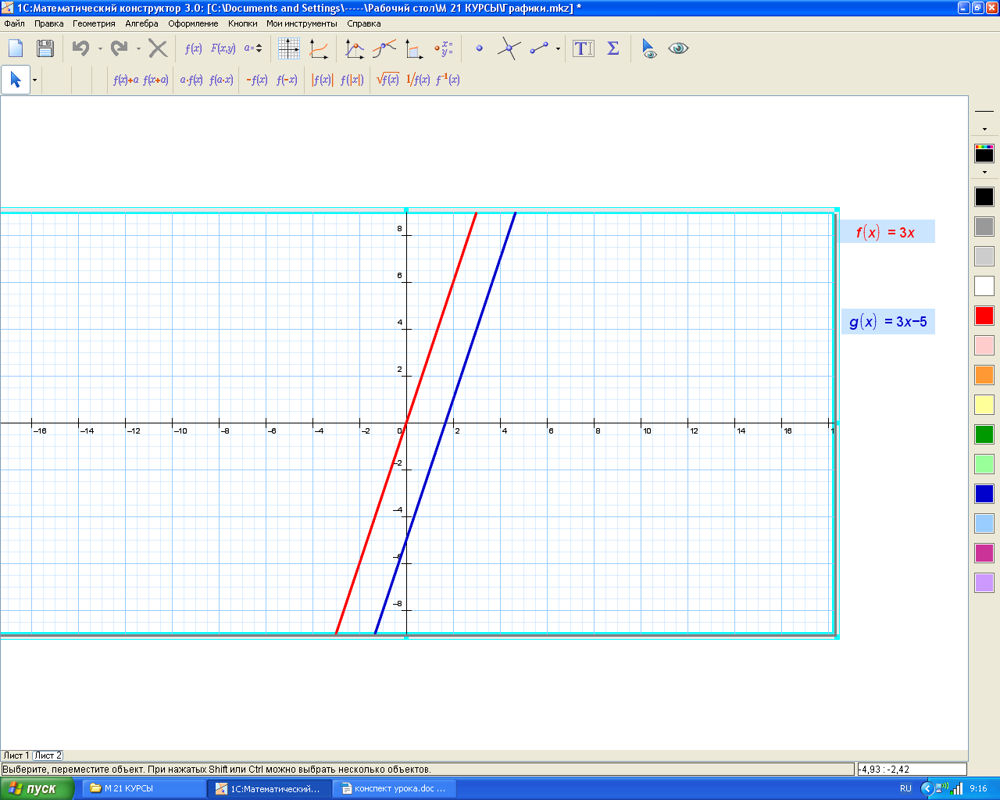 1С:Математический конструктор 3.0: [C:\Documents and Settings\-----\Рабочий стол\М 21 КУРСЫ\Графики.mkz] *
Файл Правка Геометрия Алгебра Оформление Кнопки Мои инструменты Справка
f(x) F(x,y) a= x= y= T Σ
f(x)+a f(x+a) a·f(x) f(a·x) -f(x) f(-x) |f(x)| f(|x|) √f(x) 1/f(x) f⁻¹(x)
f(x) = 3x
g(x) = 3x-5
8
6
4
2
-16 -14 -12 -10 -8 -6 -4 -2 0 2 4 6 8 10 12 14 16 1
-2
-4
-6
-8
Лист 1 Лист 2
Выберите, переместите объект. При нажатых Shift или Ctrl можно выбрать несколько объектов.
-4,93 : -2,42
пуск М 21 КУРСЫ 1С:Математический... конспект урока.doc ... RU 9:16